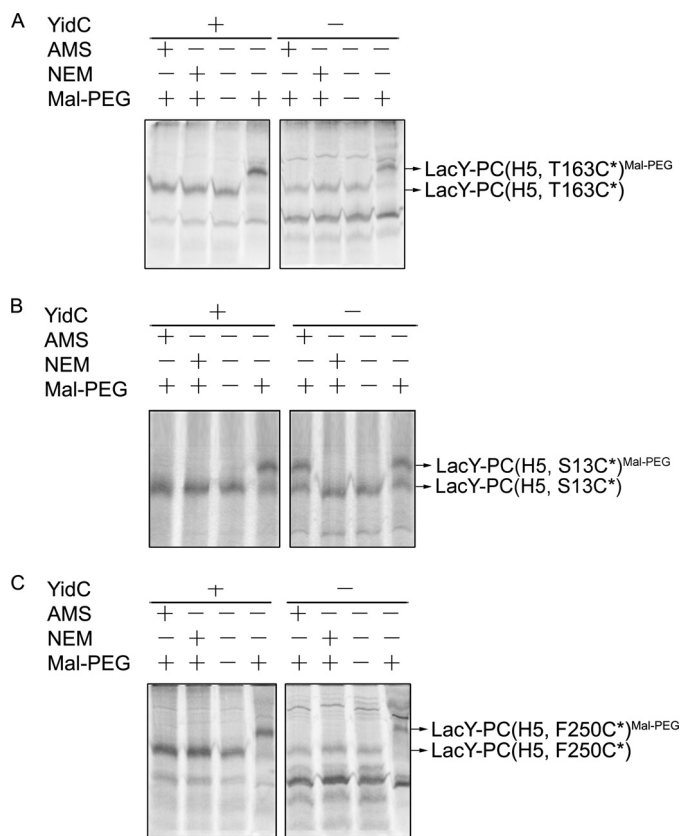 A
YidC + −
AMS + − − − + − − −
NEM − + − − − + − −
Mal-PEG + + − + + + − +
LacY-PC(H5, T163C*)Mal-PEG
LacY-PC(H5, T163C*)
B
YidC + −
AMS + − − − + − − −
NEM − + − − − + − −
Mal-PEG + + − + + + − +
LacY-PC(H5, S13C*)Mal-PEG
LacY-PC(H5, S13C*)
C
YidC + −
AMS + − − − + − − −
NEM − + − − − + − −
Mal-PEG + + − + + + − +
LacY-PC(H5, F250C*)Mal-PEG
LacY-PC(H5, F250C*)